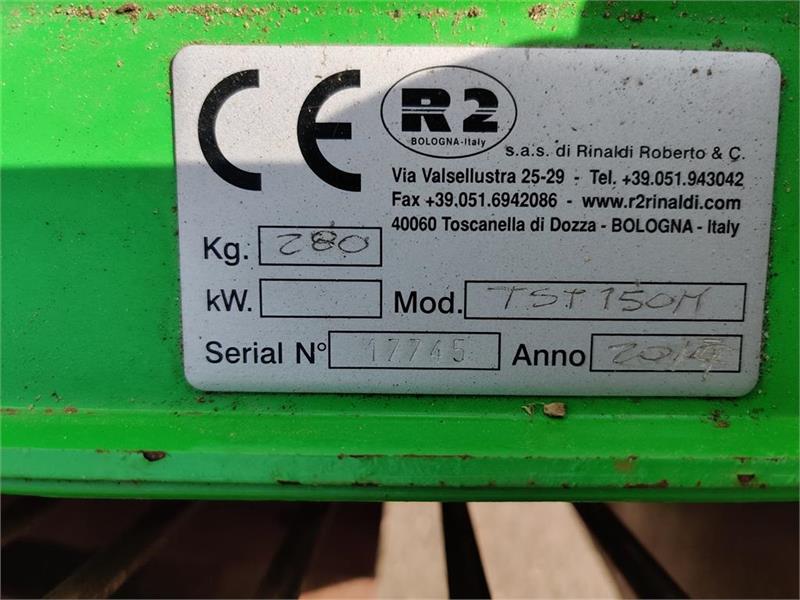 CE R2
BOLOGNA-Italy
s.a.s. di Rinaldi Roberto & C.
Via Valsellustra 25-29 - Tel. +39.051.943042
Fax +39.051.6942086 - www.r2rinaldi.com
40060 Toscanella di Dozza - BOLOGNA - Italy
Kg. 280
kW. Mod. TST 150M
Serial N° 17745 Anno